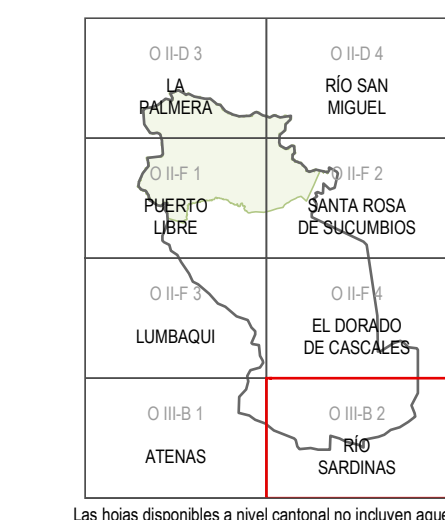 O II-D 3
LA
PALMERA
O II-D 4
RÍO SAN
MIGUEL
O II-F 1
PUERTO
LIBRE
O II-F 2
SANTA ROSA
DE SUCUMBIOS
O II-F 3
LUMBAQUI
O II-F 4
EL DORADO
DE CASCALES
O III-B 1
ATENAS
O III-B 2
RÍO
SARDINAS
Las hojas disponibles a nivel cantonal no incluyen